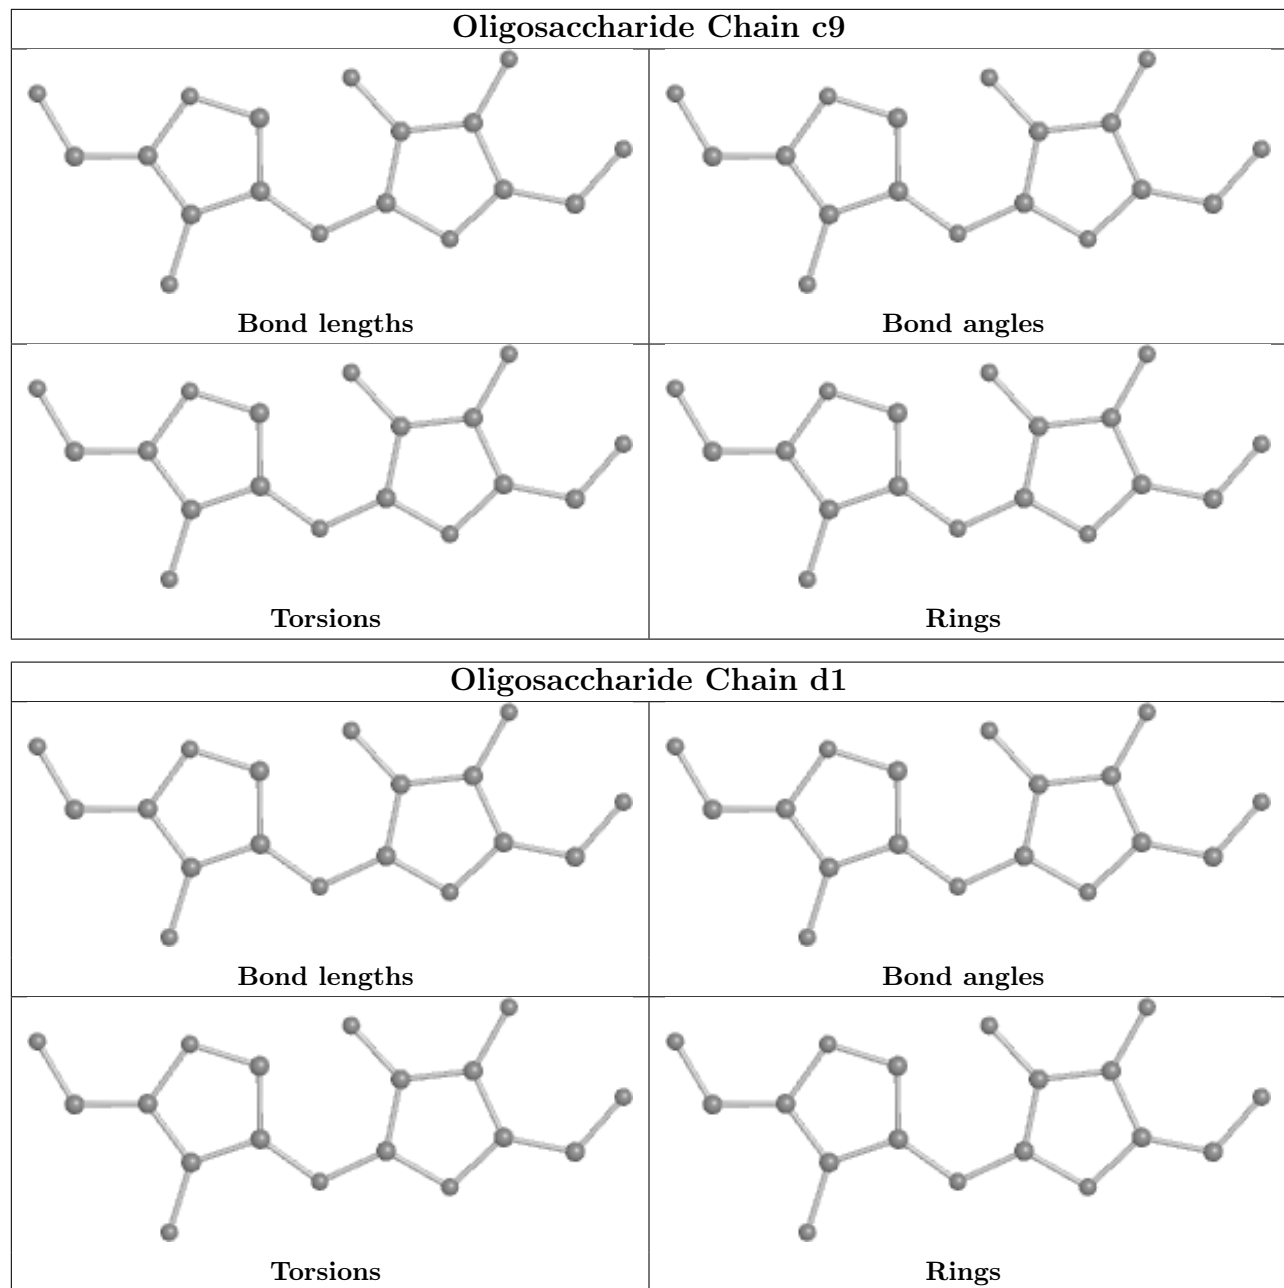 Oligosaccharide Chain c9
Bond lengths
Bond angles
Torsions
Rings
Oligosaccharide Chain d1
Bond lengths
Bond angles
Torsions
Rings